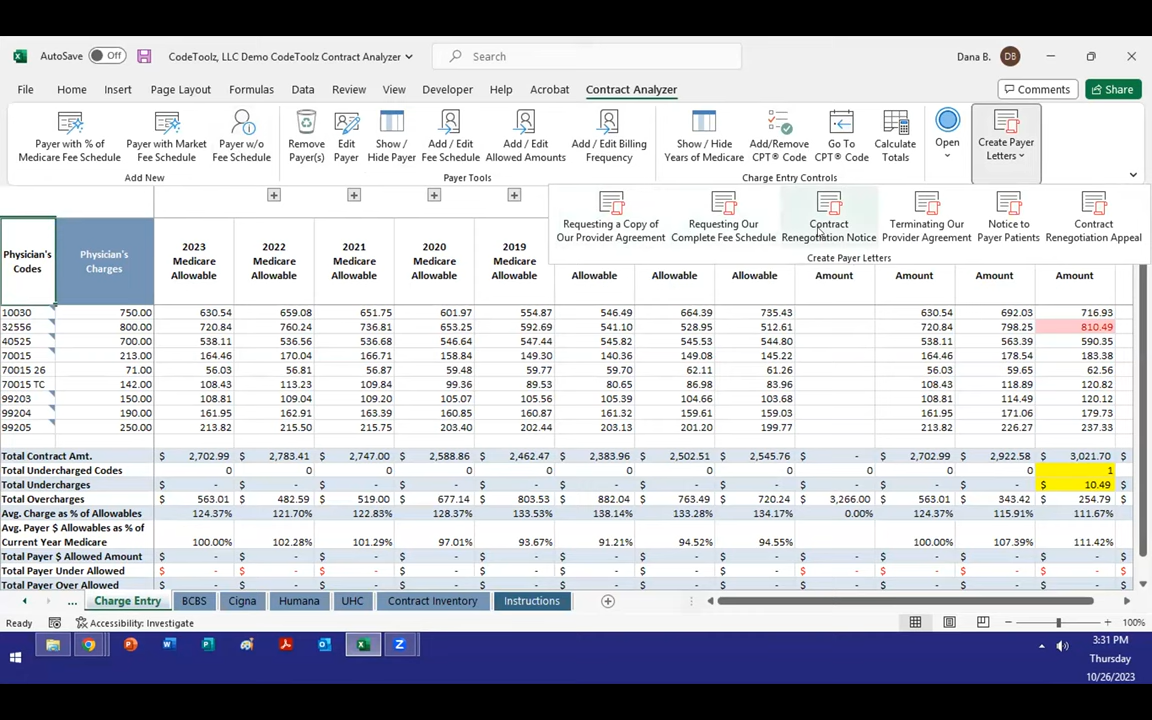 AutoSave Off CodeToolz, LLC Demo CodeToolz Contract Analyzer Search Dana B. DB
File Home Insert Page Layout Formulas Data Review View Developer Help Acrobat Contract Analyzer Comments Share
Payer with % of Medicare Fee Schedule
Payer with Market Fee Schedule
Payer w/o Fee Schedule
Add New
Remove Payer(s)
Edit Payer
Show / Hide Payer
Add / Edit Fee Schedule
Add / Edit Allowed Amounts
Add / Edit Billing Frequency
Payer Tools
Show / Hide Years of Medicare
Add/Remove CPT® Code
Go To CPT® Code
Calculate Totals
Charge Entry Controls
Open
Create Payer Letters
Requesting a Copy of Our Provider Agreement
Requesting Our Complete Fee Schedule
Contract Renegotiation Notice
Terminating Our Provider Agreement
Notice to Payer Patients
Contract Renegotiation Appeal
Create Payer Letters
Physician's Codes
Physician's Charges
2023 Medicare Allowable
2022 Medicare Allowable
2021 Medicare Allowable
2020 Medicare Allowable
2019 Medicare Allowable
Allowable Allowable Allowable Amount Amount Amount Amount
10030 750.00 630.54 659.08 651.75 601.97 554.87 546.49 664.39 735.43 630.54 692.03 716.93
32556 800.00 720.84 760.24 736.81 653.25 592.69 541.10 528.95 512.61 720.84 798.25 810.49
40525 700.00 538.11 536.56 536.68 546.64 547.44 545.82 545.53 544.80 538.11 563.39 590.35
70015 213.00 164.46 170.04 166.71 158.84 149.30 140.36 149.08 145.22 164.46 178.54 183.38
70015 26 71.00 56.03 56.81 56.87 59.48 59.77 59.70 62.11 61.26 56.03 59.65 62.56
70015 TC 142.00 108.43 113.23 109.84 99.36 89.53 80.65 86.98 83.96 108.43 118.89 120.82
99203 150.00 108.81 109.04 109.20 105.07 105.56 105.39 104.66 103.68 108.81 114.49 120.12
99204 190.00 161.95 162.91 163.39 160.85 160.87 161.32 159.61 159.03 161.95 171.06 179.73
99205 250.00 213.82 215.50 215.75 203.40 202.44 203.13 201.20 199.77 213.82 226.27 237.33
Total Contract Amt. $ 2,702.99 $ 2,783.41 $ 2,747.00 $ 2,588.86 $ 2,462.47 $ 2,383.96 $ 2,502.51 $ 2,545.76 $ - $ 2,702.99 $ 2,922.58 $ 3,021.70 $
Total Undercharged Codes 0 0 0 0 0 0 0 0 0 0 0 1
Total Undercharges $ - $ - $ - $ - $ - $ - $ - $ - $ - $ - $ - $ 10.49 $
Total Overcharges $ 563.01 $ 482.59 $ 519.00 $ 677.14 $ 803.53 $ 882.04 $ 763.49 $ 720.24 $ 3,266.00 $ 563.01 $ 343.42 $ 254.79 $
Avg. Charge as % of Allowables 124.37% 121.70% 122.83% 128.37% 133.53% 138.14% 133.28% 134.17% 0.00% 124.37% 115.91% 111.67%
Avg. Payer $ Allowables as % of
Current Year Medicare 100.00% 102.28% 101.29% 97.01% 93.67% 91.21% 94.52% 94.55% 100.00% 107.39% 111.42%
Total Payer $ Allowed Amount $ - $ - $ - $ - $ - $ - $ - $ - $ - $ - $ - $ - $
Total Payer Under Allowed $ - $ - $ - $ - $ - $ - $ - $ - $ - $ - $ - $ - $
Total Payer Over Allowed $ - $ - $ - $ - $ - $ - $ - $ - $ - $ - $ - $ - $
... Charge Entry BCBS Cigna Humana UHC Contract Inventory Instructions
Ready Accessibility: Investigate 100%
3:31 PM
Thursday
10/26/2023